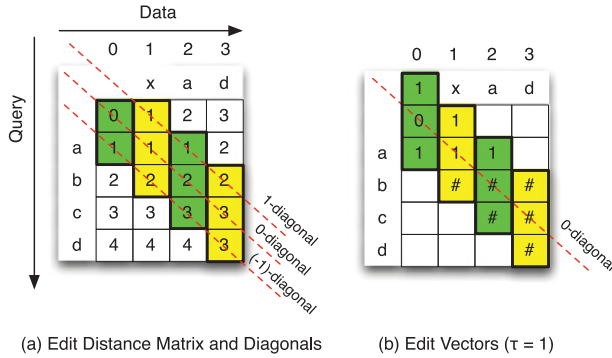 Data
Query
0 1 2 3
x a d
0 1 2 3
a 1 1 1 2
b 2 2 2 2
c 3 3 3 3
d 4 4 4 3
1-diagonal
0-diagonal
(-1)-diagonal
(a) Edit Distance Matrix and Diagonals
0 1 2 3
1 x a d
0 1
a 1 1 1
b # # #
c # #
d #
0-diagonal
(b) Edit Vectors (τ = 1)